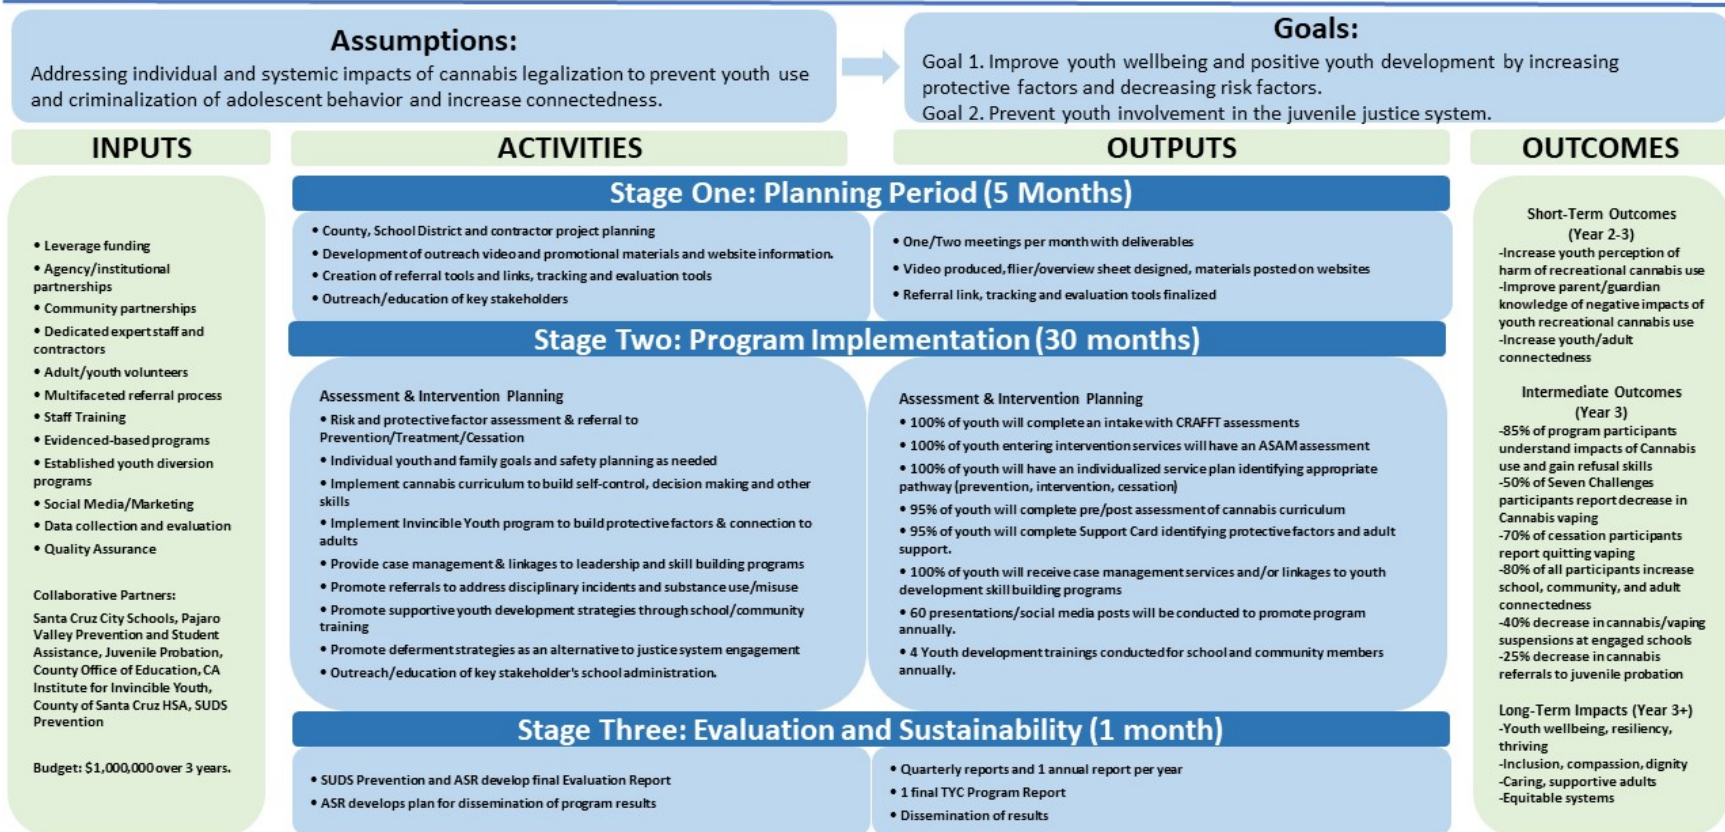 Assumptions:
Addressing individual and systemic impacts of cannabis legalization to prevent youth use
and criminalization of adolescent behavior and increase connectedness.
Goals:
Goal 1. Improve youth wellbeing and positive youth development by increasing
protective factors and decreasing risk factors.
Goal 2. Prevent youth involvement in the juvenile justice system.
INPUTS
ACTIVITIES
OUTPUTS
OUTCOMES
• Leverage funding
• Agency/institutional
partnerships
• Community partnerships
• Dedicated expert staff and
contractors
• Adult/youth volunteers
• Multifaceted referral process
• Staff Training
• Evidenced-based programs
• Established youth diversion
programs
• Social Media/Marketing
• Data collection and evaluation
• Quality Assurance
Collaborative Partners:
Santa Cruz City Schools, Pajaro
Valley Prevention and Student
Assistance, Juvenile Probation,
County Office of Education, CA
Institute for Invincible Youth,
County of Santa Cruz HSA, SUDS
Prevention
Budget: $1,000,000 over 3 years.
Stage One: Planning Period (5 Months)
• County, School District and contractor project planning
• Development of outreach video and promotional materials and website information.
• Creation of referral tools and links, tracking and evaluation tools
• Outreach/education of key stakeholders
• One/Two meetings per month with deliverables
• Video produced, flier/overview sheet designed, materials posted on websites
• Referral link, tracking and evaluation tools finalized
Stage Two: Program Implementation (30 months)
Assessment & Intervention Planning
• Risk and protective factor assessment & referral to
Prevention/Treatment/Cessation
• Individual youth and family goals and safety planning as needed
• Implement cannabis curriculum to build self-control, decision making and other
skills
• Implement Invincible Youth program to build protective factors & connection to
adults
• Provide case management & linkages to leadership and skill building programs
• Promote referrals to address disciplinary incidents and substance use/misuse
• Promote supportive youth development strategies through school/community
training
• Promote deferment strategies as an alternative to justice system engagement
• Outreach/education of key stakeholder's school administration.
Assessment & Intervention Planning
• 100% of youth will complete an intake with CRAFFT assessments
• 100% of youth entering intervention services will have an ASAM assessment
• 100% of youth will have an individualized service plan identifying appropriate
pathway (prevention, intervention, cessation)
• 95% of youth will complete pre/post assessment of cannabis curriculum
• 95% of youth will complete Support Card identifying protective factors and adult
support.
• 100% of youth will receive case management services and/or linkages to youth
development skill building programs
• 60 presentations/social media posts will be conducted to promote program
annually.
• 4 Youth development trainings conducted for school and community members
annually.
Stage Three: Evaluation and Sustainability (1 month)
• SUDS Prevention and ASR develop final Evaluation Report
• ASR develops plan for dissemination of program results
• Quarterly reports and 1 annual report per year
• 1 final TYC Program Report
• Dissemination of results
Short-Term Outcomes
(Year 2-3)
-Increase youth perception of
harm of recreational cannabis use
-Improve parent/guardian
knowledge of negative impacts of
youth recreational cannabis use
-Increase youth/adult
connectedness
Intermediate Outcomes
(Year 3)
-85% of program participants
understand impacts of Cannabis
use and gain refusal skills
-50% of Seven Challenges
participants report decrease in
Cannabis vaping
-70% of cessation participants
report quitting vaping
-80% of all participants increase
school, community, and adult
connectedness
-40% decrease in cannabis/vaping
suspensions at engaged schools
-25% decrease in cannabis
referrals to juvenile probation
Long-Term Impacts (Year 3+)
-Youth wellbeing, resiliency,
thriving
-Inclusion, compassion, dignity
-Caring, supportive adults
-Equitable systems